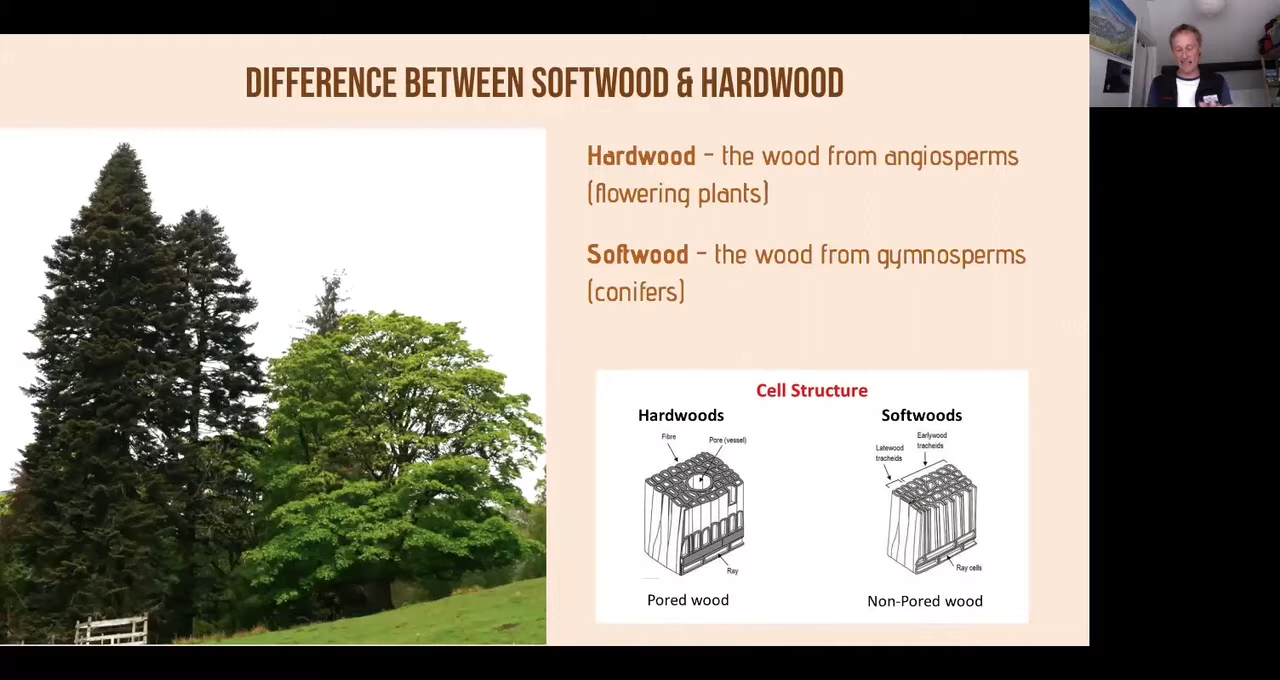 DIFFERENCE BETWEEN SOFTWOOD & HARDWOOD
Hardwood - the wood from angiosperms
(flowering plants)
Softwood - the wood from gymnosperms
(conifers)
Cell Structure
Hardwoods
Fibre
Pore (vessel)
Ray
Pored wood
Softwoods
Earlywood
tracheids
Latewood
tracheids
Ray cells
Non-Pored wood